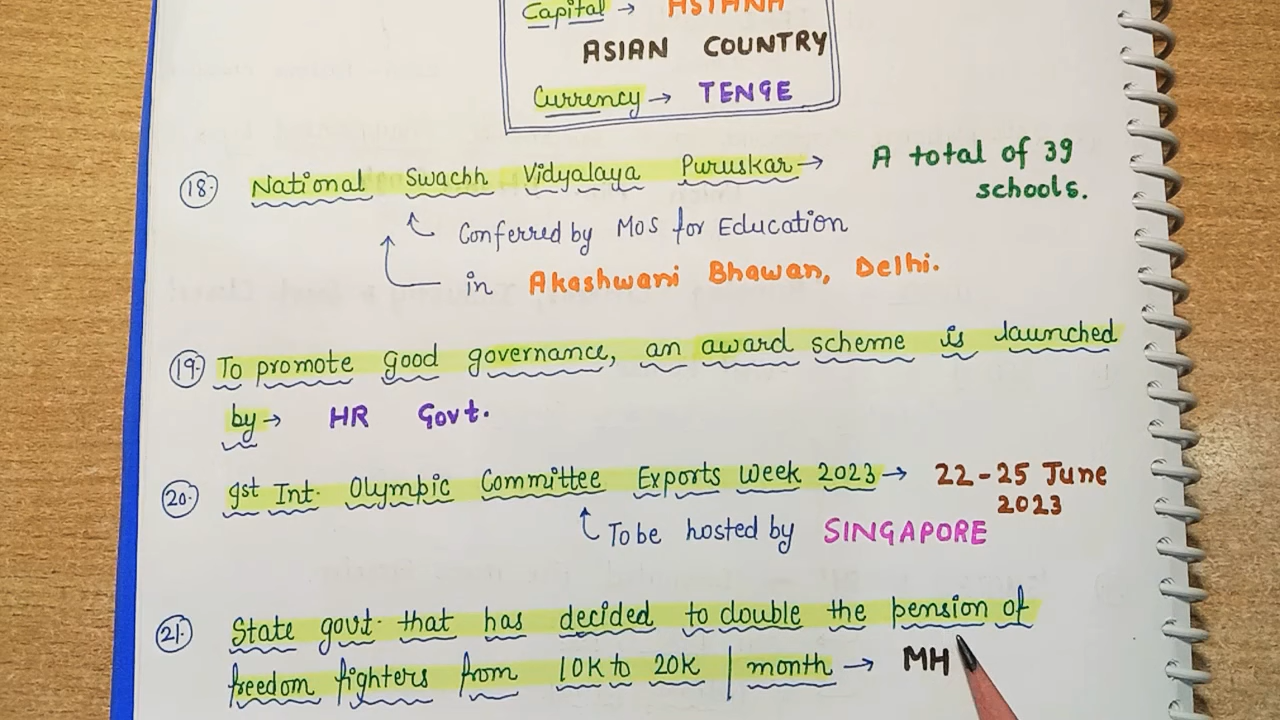 Capital → ASTANA
ASIAN COUNTRY
Currency → TENGE
18. National Swachh Vidyalaya Puruskar → A total of 39
schools.
Conferred by MoS for Education
in Akashwani Bhawan, Delhi.
19. To promote good governance, an award scheme is launched
by → HR Govt.
20. 9st Int. Olympic Committee Exports Week 2023 → 22-25 June
2023
To be hosted by SINGAPORE
21. State govt. that has decided to double the pension of
freedom fighters from 10K to 20K | month → MH